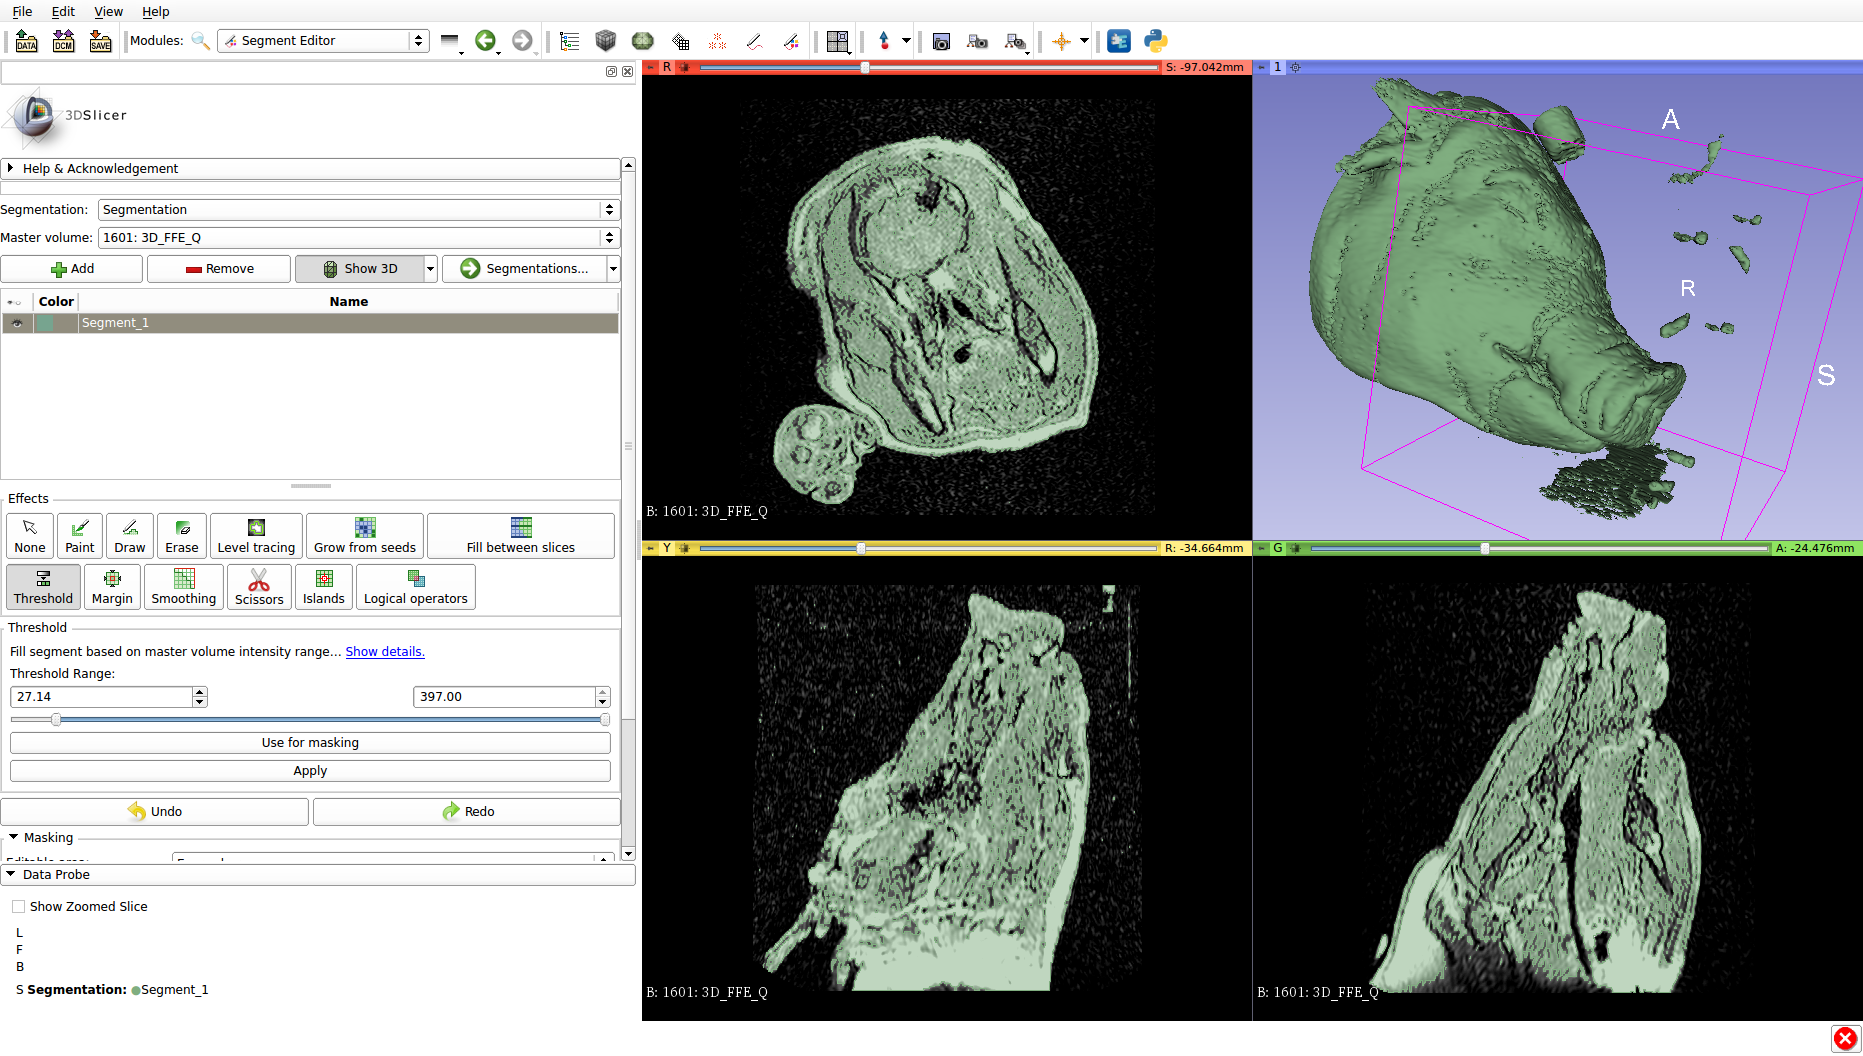 File Edit View Help
DATA DCM SAVE Modules: Segment Editor
3DSlicer
Help & Acknowledgement
Segmentation: Segmentation
Master volume: 1601: 3D_FFE_Q
Add Remove Show 3D Segmentations...
Color Name
Segment_1
Effects
None Paint Draw Erase Level tracing Grow from seeds Fill between slices
Threshold Margin Smoothing Scissors Islands Logical operators
Threshold
Fill segment based on master volume intensity range... Show details.
Threshold Range:
27.14 397.00
Use for masking
Apply
Undo Redo
Masking
Data Probe
Show Zoomed Slice
L
F
B
S Segmentation: Segment_1
R S: -97.042mm
B: 1601: 3D_FFE_Q
1
A
R
S
Y R: -34.664mm
B: 1601: 3D_FFE_Q
G A: -24.476mm
B: 1601: 3D_FFE_Q